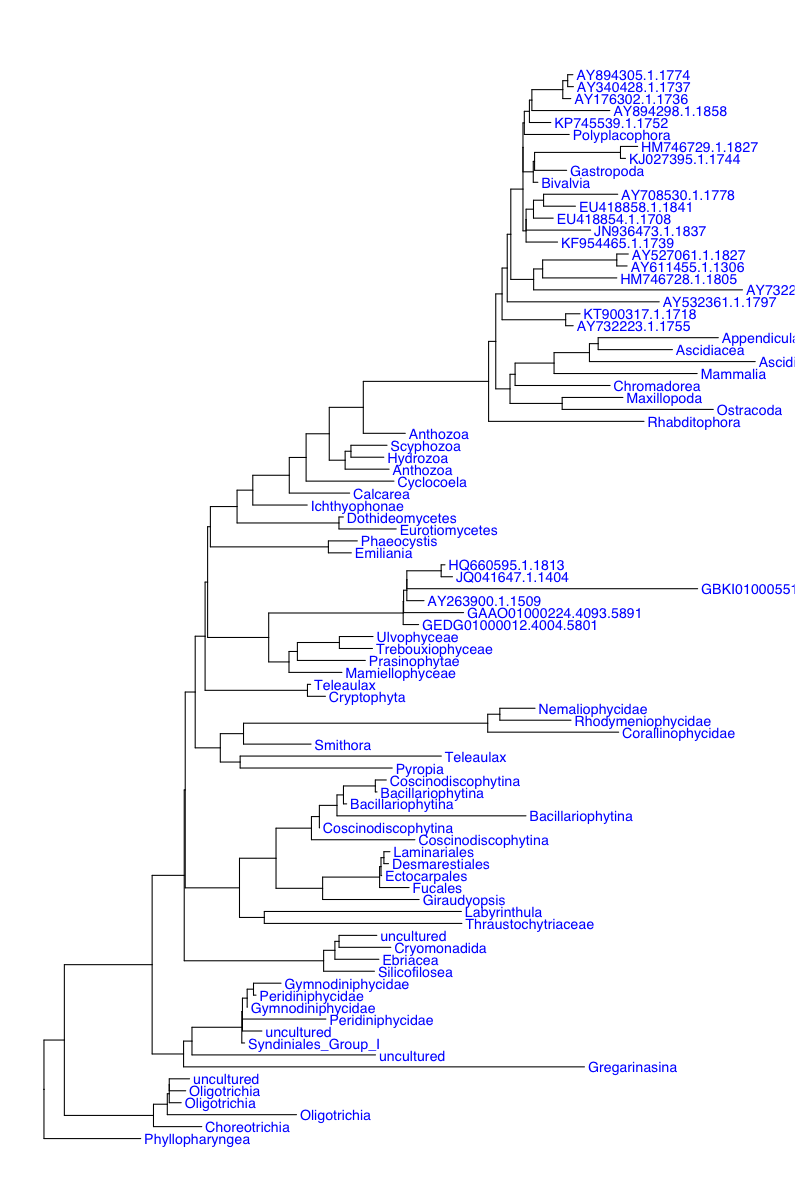 AY894305.1.1774
AY340428.1.1737
AY176302.1.1736
AY894298.1.1858
KP745539.1.1752
Polyplacophora
HM746729.1.1827
KJ027395.1.1744
Gastropoda
Bivalvia
AY708530.1.1778
EU418858.1.1841
EU418854.1.1708
JN936473.1.1837
KF954465.1.1739
AY527061.1.1827
AY611455.1.1306
HM746728.1.1805
AY7322
AY532361.1.1797
KT900317.1.1718
AY732223.1.1755
Appendicula
Ascidiacea
Ascidi
Mammalia
Chromadorea
Maxillopoda
Ostracoda
Rhabditophora
Anthozoa
Scyphozoa
Hydrozoa
Anthozoa
Cyclocoela
Calcarea
Ichthyophonae
Dothideomycetes
Eurotiomycetes
Phaeocystis
Emiliania
HQ660595.1.1813
JQ041647.1.1404
GBKI01000551
AY263900.1.1509
GAAO01000224.4093.5891
GEDG01000012.4004.5801
Ulvophyceae
Trebouxiophyceae
Prasinophytae
Mamiellophyceae
Teleaulax
Cryptophyta
Nemaliophycidae
Rhodymeniophycidae
Corallinophycidae
Smithora
Teleaulax
Pyropia
Coscinodiscophytina
Bacillariophytina
Bacillariophytina
Bacillariophytina
Coscinodiscophytina
Coscinodiscophytina
Laminariales
Desmarestiales
Ectocarpales
Fucales
Giraudyopsis
Labyrinthula
Thraustochytriaceae
uncultured
Cryomonadida
Ebriacea
Silicofilosea
Gymnodiniphycidae
Peridiniphycidae
Gymnodiniphycidae
Peridiniphycidae
uncultured
Syndiniales_Group_I
uncultured
Gregarinasina
uncultured
Oligotrichia
Oligotrichia
Oligotrichia
Choreotrichia
Phyllopharyngea